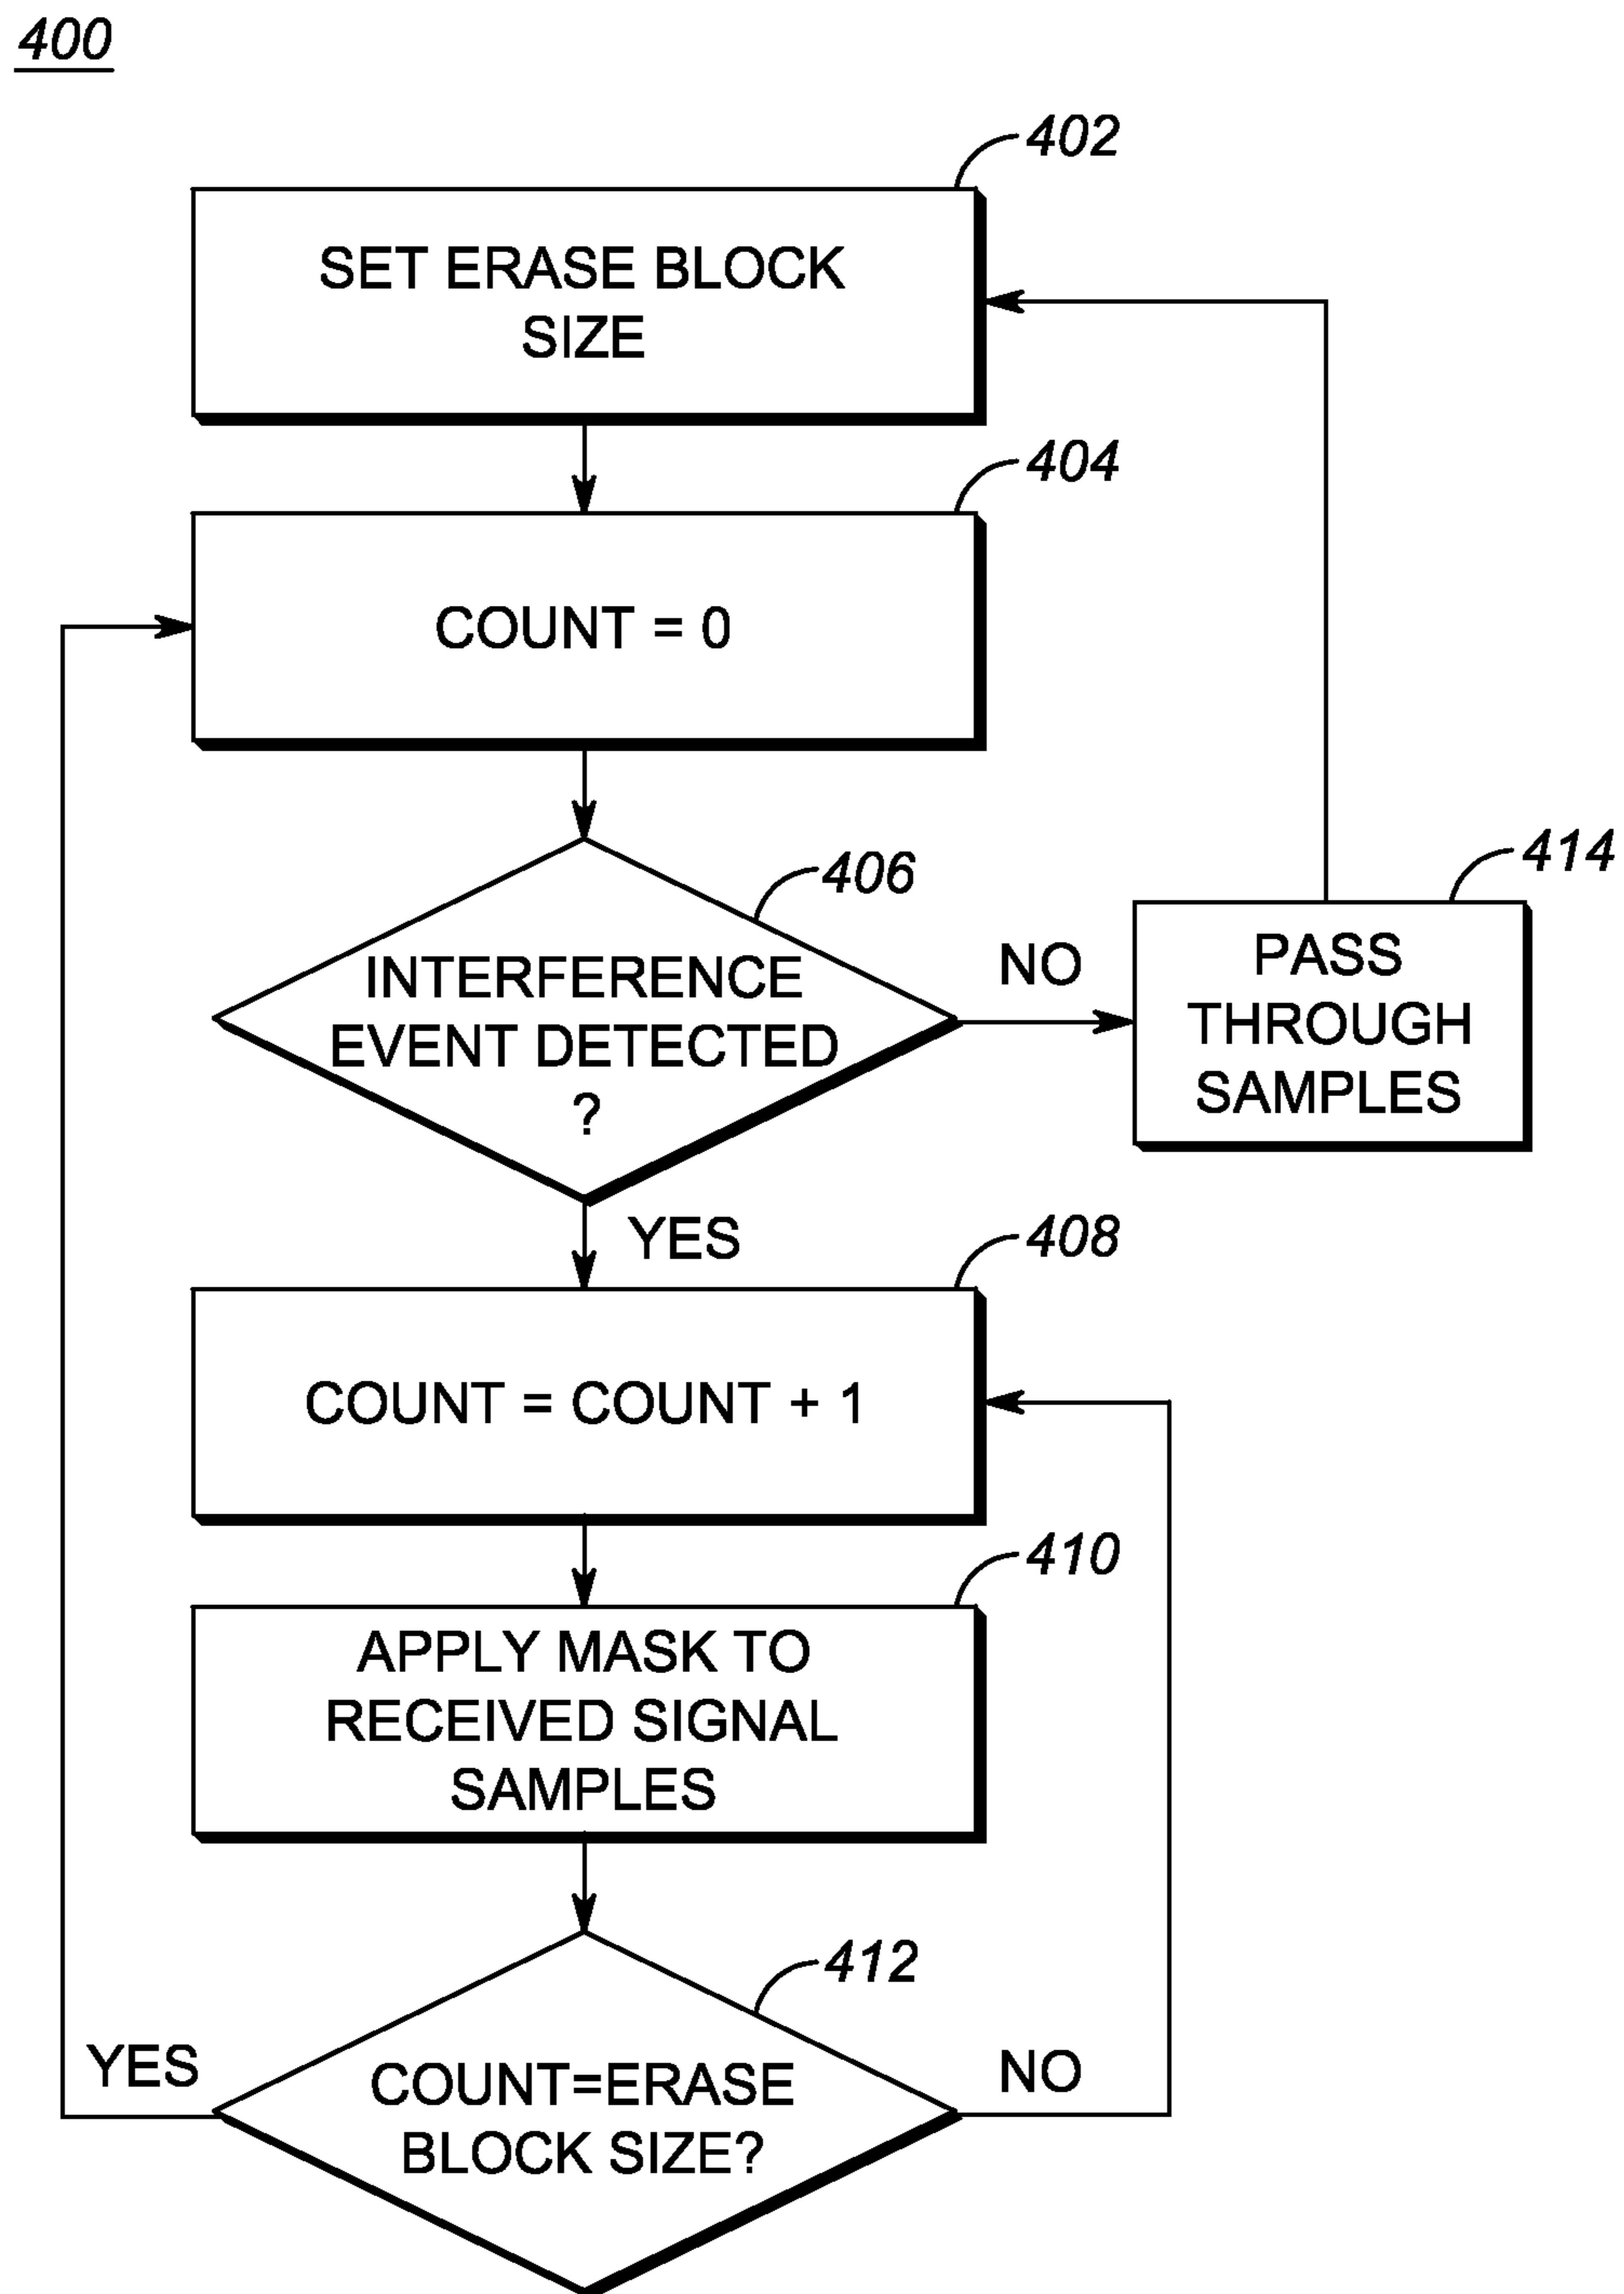 400
402
SET ERASE BLOCK
SIZE
404
COUNT = 0
406
INTERFERENCE
EVENT DETECTED
?
NO
414
PASS
THROUGH
SAMPLES
YES
408
COUNT = COUNT + 1
410
APPLY MASK TO
RECEIVED SIGNAL
SAMPLES
412
YES
COUNT=ERASE
BLOCK SIZE?
NO